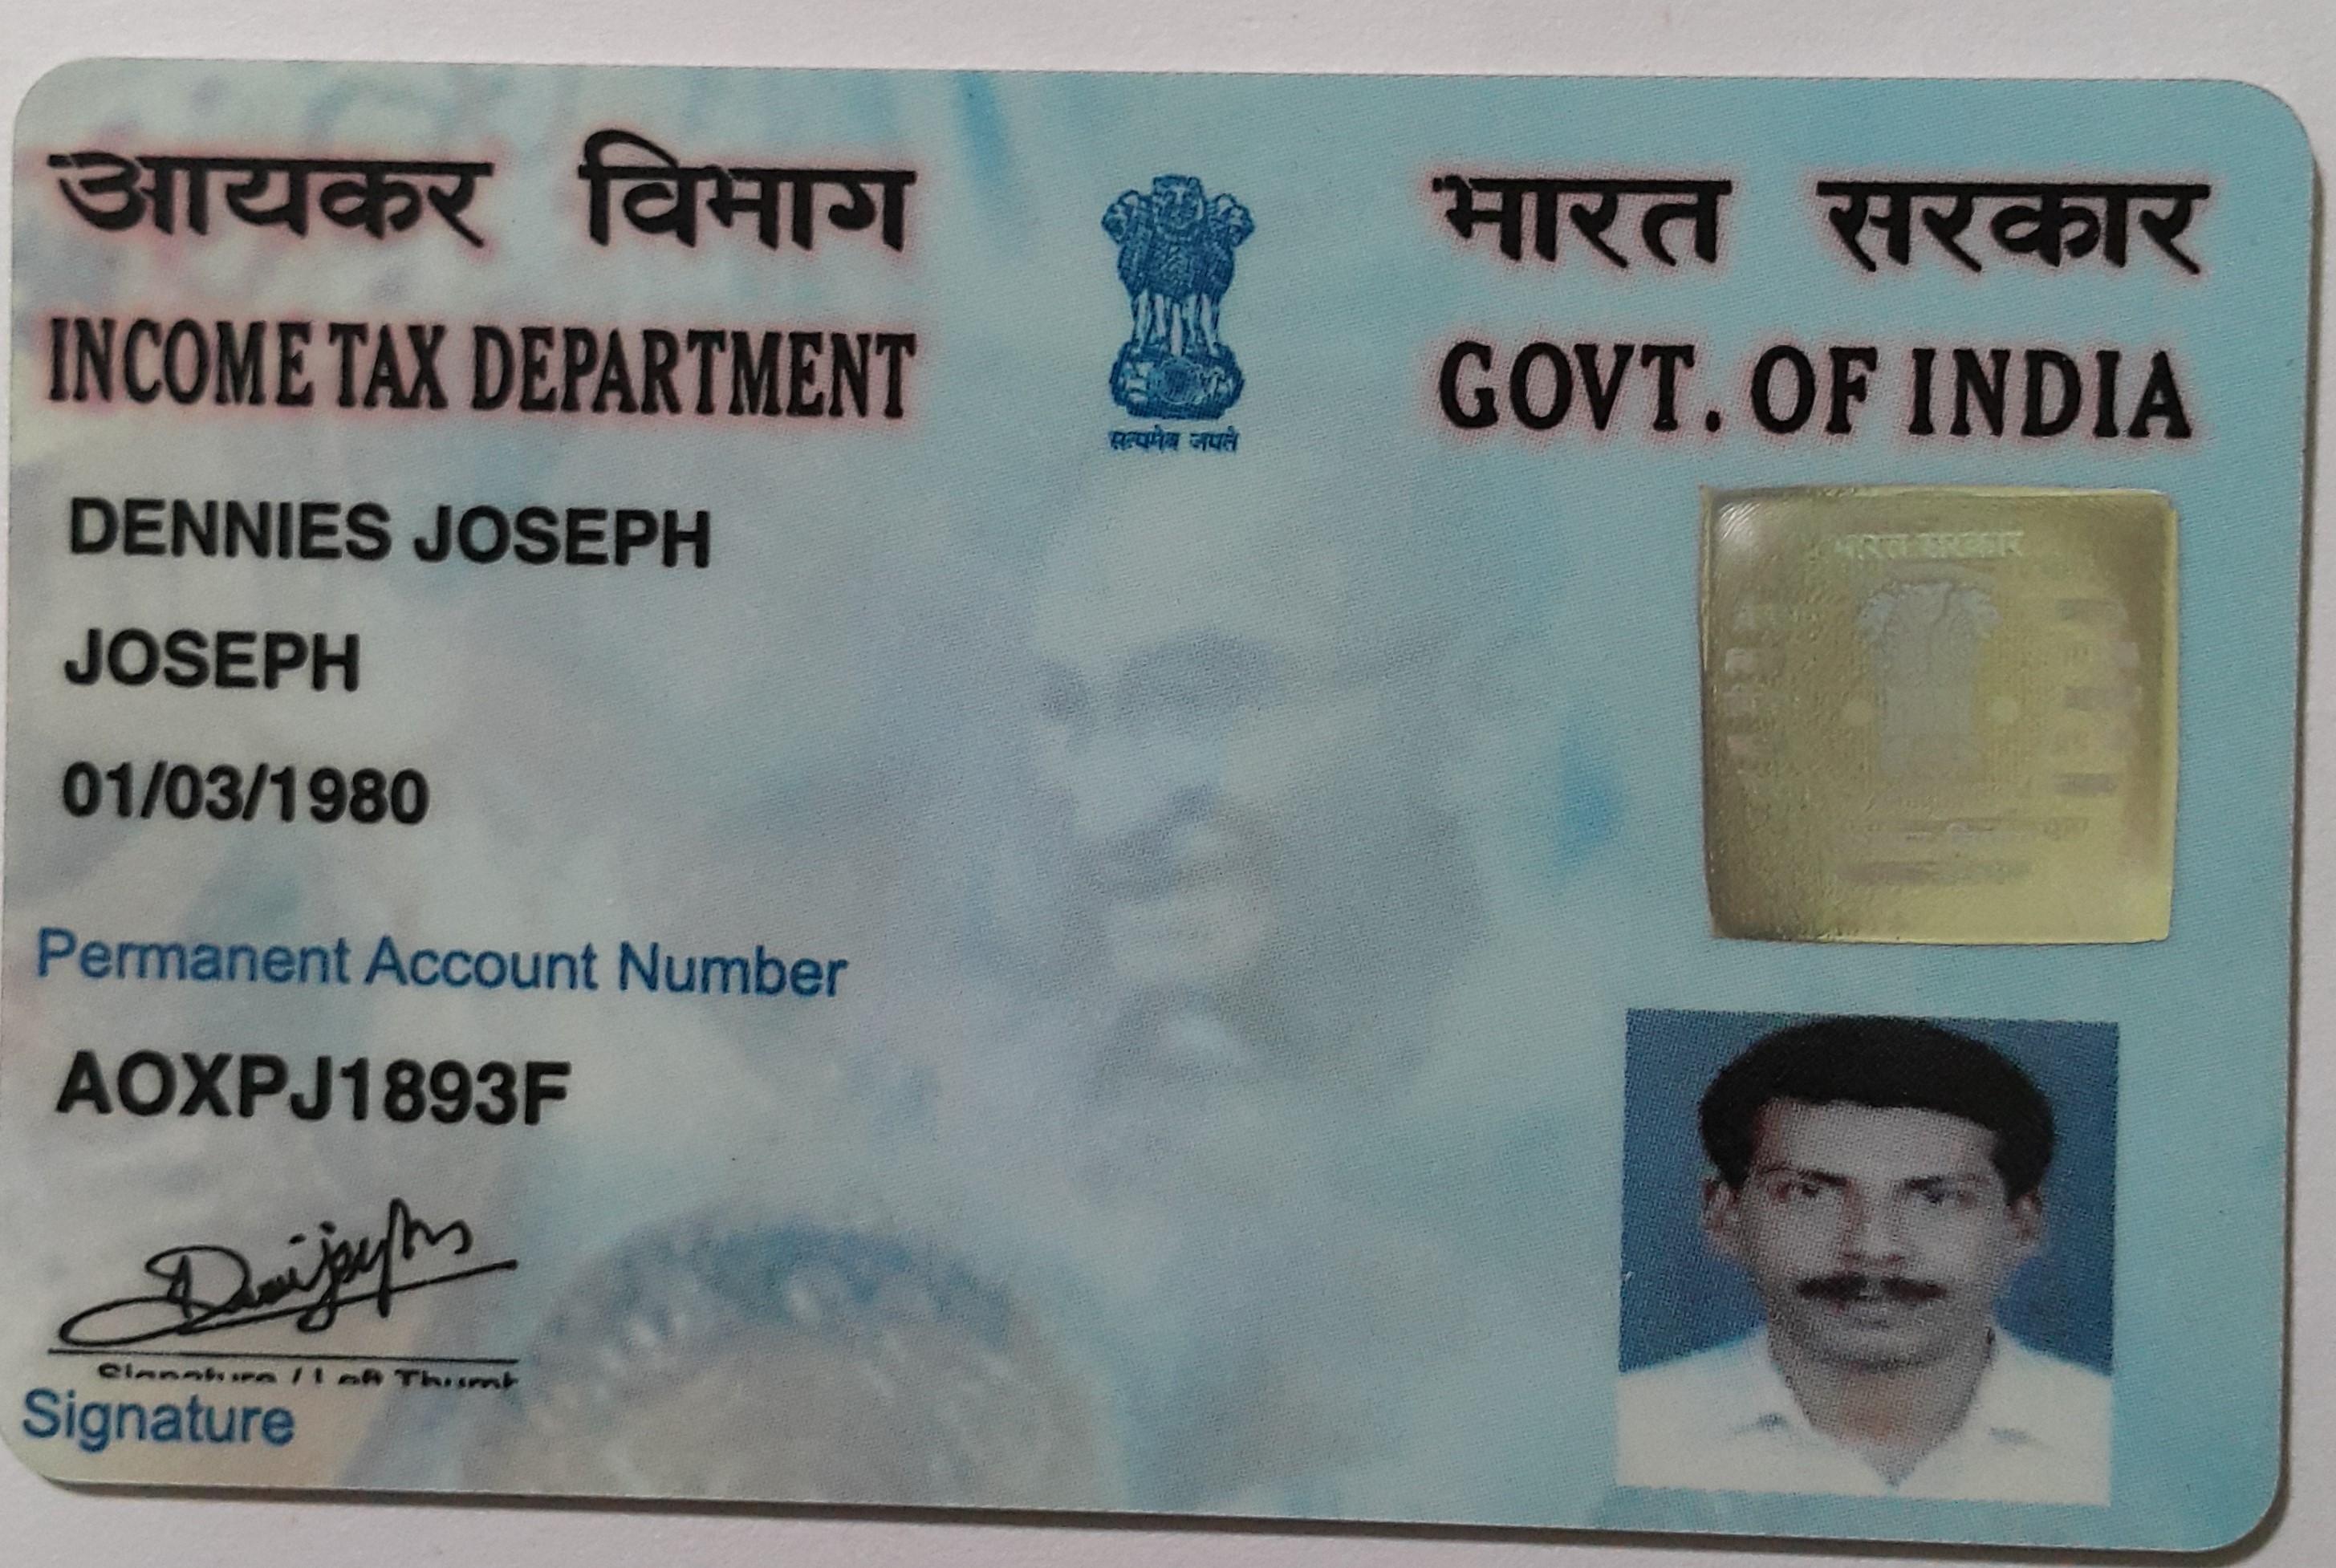 आयकर विभाग
INCOME TAX DEPARTMENT
सत्यमेव जयते
भारत सरकार
GOVT. OF INDIA
DENNIES JOSEPH
JOSEPH
01/03/1980
भारत सरकार
Permanent Account Number
AOXPJ1893F
Signature / Left Thumb
Signature